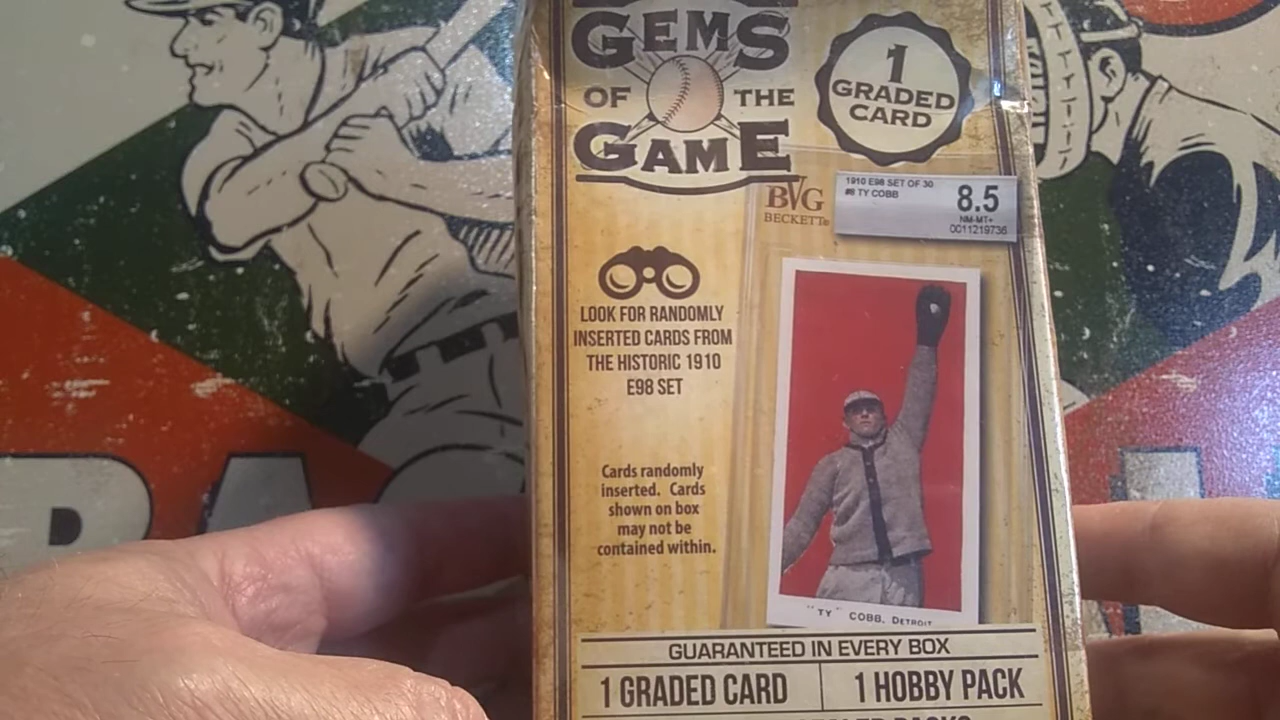 GEMS
OF THE
GAME
1
GRADED
CARD
BVG
BECKETT®
1910 E98 SET OF 30
#8 TY COBB
8.5
NM-MT+
0011219736
LOOK FOR RANDOMLY
INSERTED CARDS FROM
THE HISTORIC 1910
E98 SET
Cards randomly
inserted. Cards
shown on box
may not be
contained within.
"TY" COBB, DETROIT
GUARANTEED IN EVERY BOX
1 GRADED CARD
1 HOBBY PACK